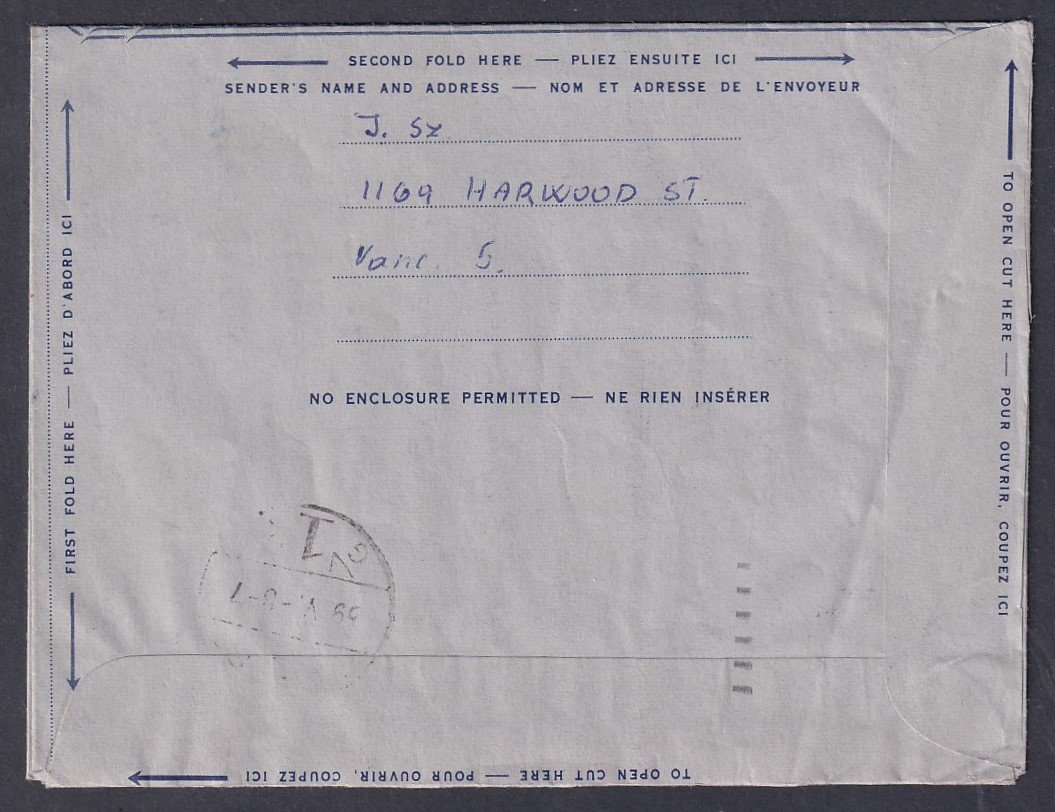 SECOND FOLD HERE — PLIEZ ENSUITE ICI
SENDER'S NAME AND ADDRESS — NOM ET ADRESSE DE L'ENVOYEUR
J. Sz
1169 HARWOOD ST.
Vanc. 5.
NO ENCLOSURE PERMITTED — NE RIEN INSÉRER
FIRST FOLD HERE — PLIEZ D'ABORD ICI
TO OPEN CUT HERE — POUR OUVRIR, COUPEZ ICI
TO OPEN CUT HERE — POUR OUVRIR, COUPEZ ICI